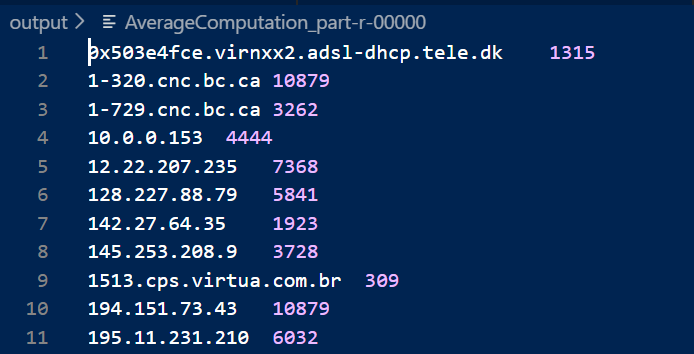 output > AverageComputation_part-r-00000
1 0x503e4fce.virnxx2.adsl-dhcp.tele.dk 1315
2 1-320.cnc.bc.ca 10879
3 1-729.cnc.bc.ca 3262
4 10.0.0.153 4444
5 12.22.207.235 7368
6 128.227.88.79 5841
7 142.27.64.35 1923
8 145.253.208.9 3728
9 1513.cps.virtua.com.br 309
10 194.151.73.43 10879
11 195.11.231.210 6032